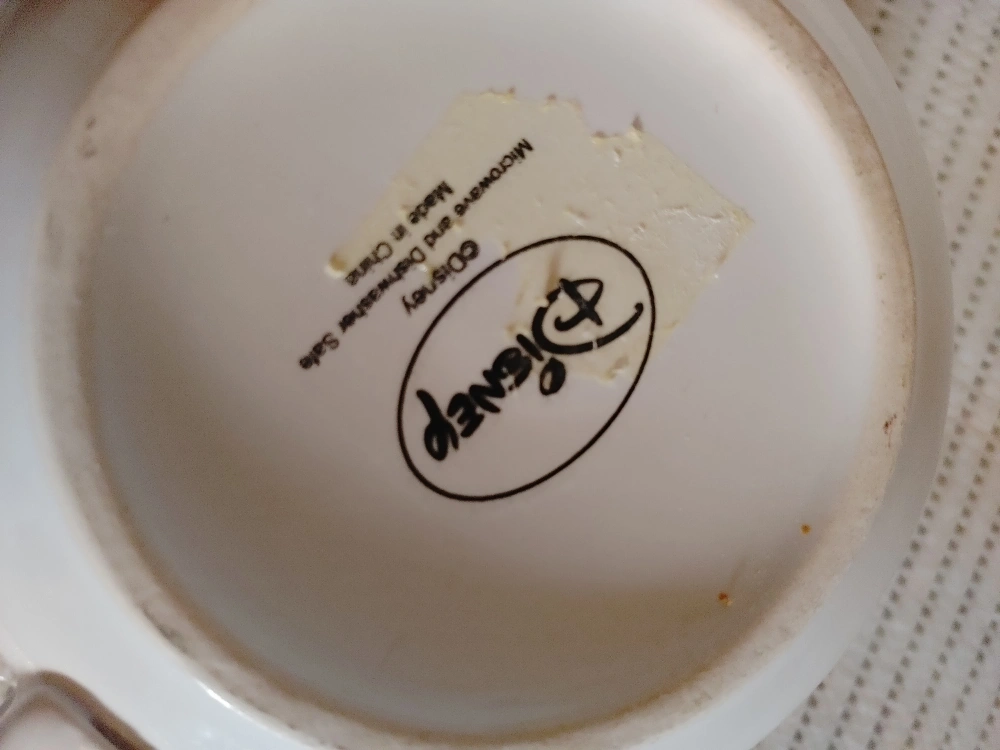 Disney
©Disney
Microwave and Dishwasher Safe
Made in China